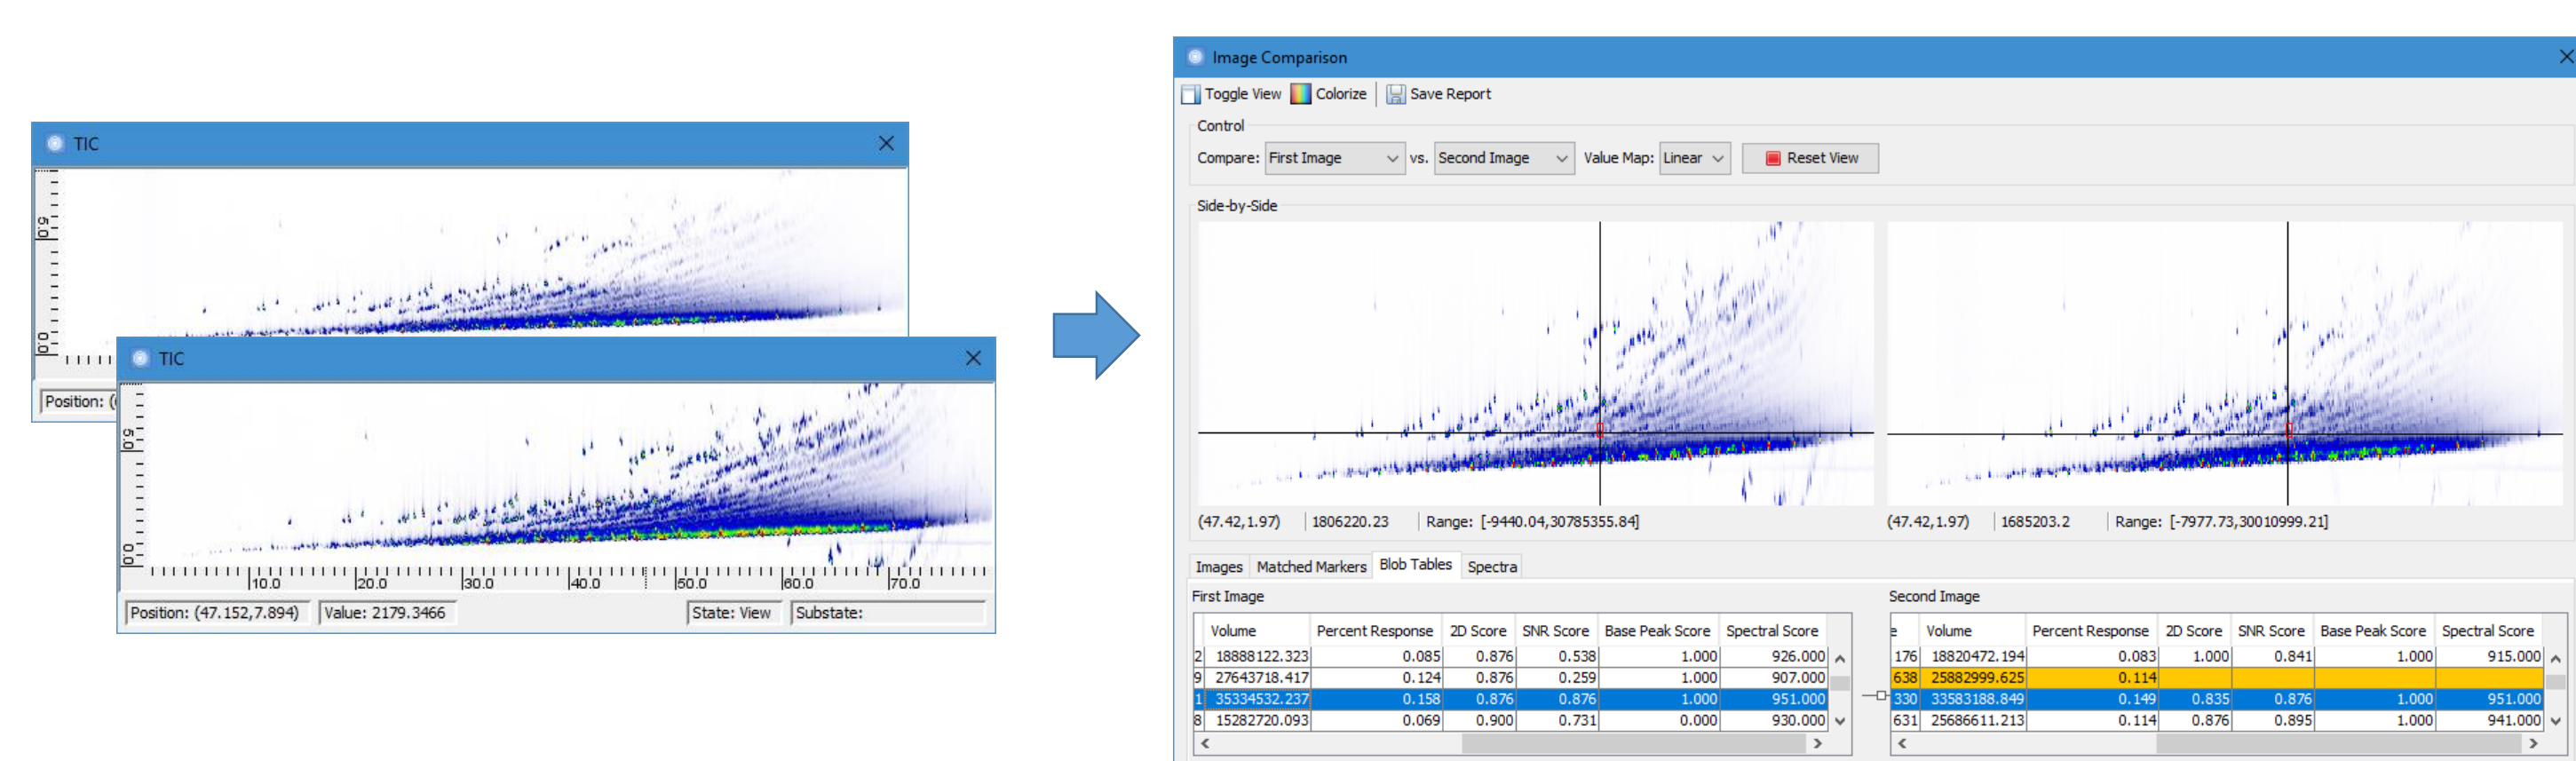 TIC
5.0
0.0
Position: (
TIC
5.0
0.0
10.0 20.0 30.0 40.0 50.0 60.0 70.0
Position: (47.152,7.894) Value: 2179.3466 State: View Substate:
Image Comparison
Toggle View Colorize Save Report
Control
Compare: First Image vs. Second Image Value Map: Linear Reset View
Side-by-Side
(47.42,1.97) 1806220.23 Range: [-9440.04,30785355.84]
(47.42,1.97) 1685203.2 Range: [-7977.73,30010999.21]
Images Matched Markers Blob Tables Spectra
First Image
Volume Percent Response 2D Score SNR Score Base Peak Score Spectral Score
2 18888122.323 0.085 0.876 0.538 1.000 926.000
9 27643718.417 0.124 0.876 0.259 1.000 907.000
1 35334532.237 0.158 0.876 0.876 1.000 951.000
8 15282720.093 0.069 0.900 0.731 0.000 930.000
Second Image
e Volume Percent Response 2D Score SNR Score Base Peak Score Spectral Score
176 18820472.194 0.083 1.000 0.841 1.000 915.000
638 25882999.625 0.114
330 33583188.849 0.149 0.835 0.876 1.000 951.000
631 25686611.213 0.114 0.876 0.895 1.000 941.000